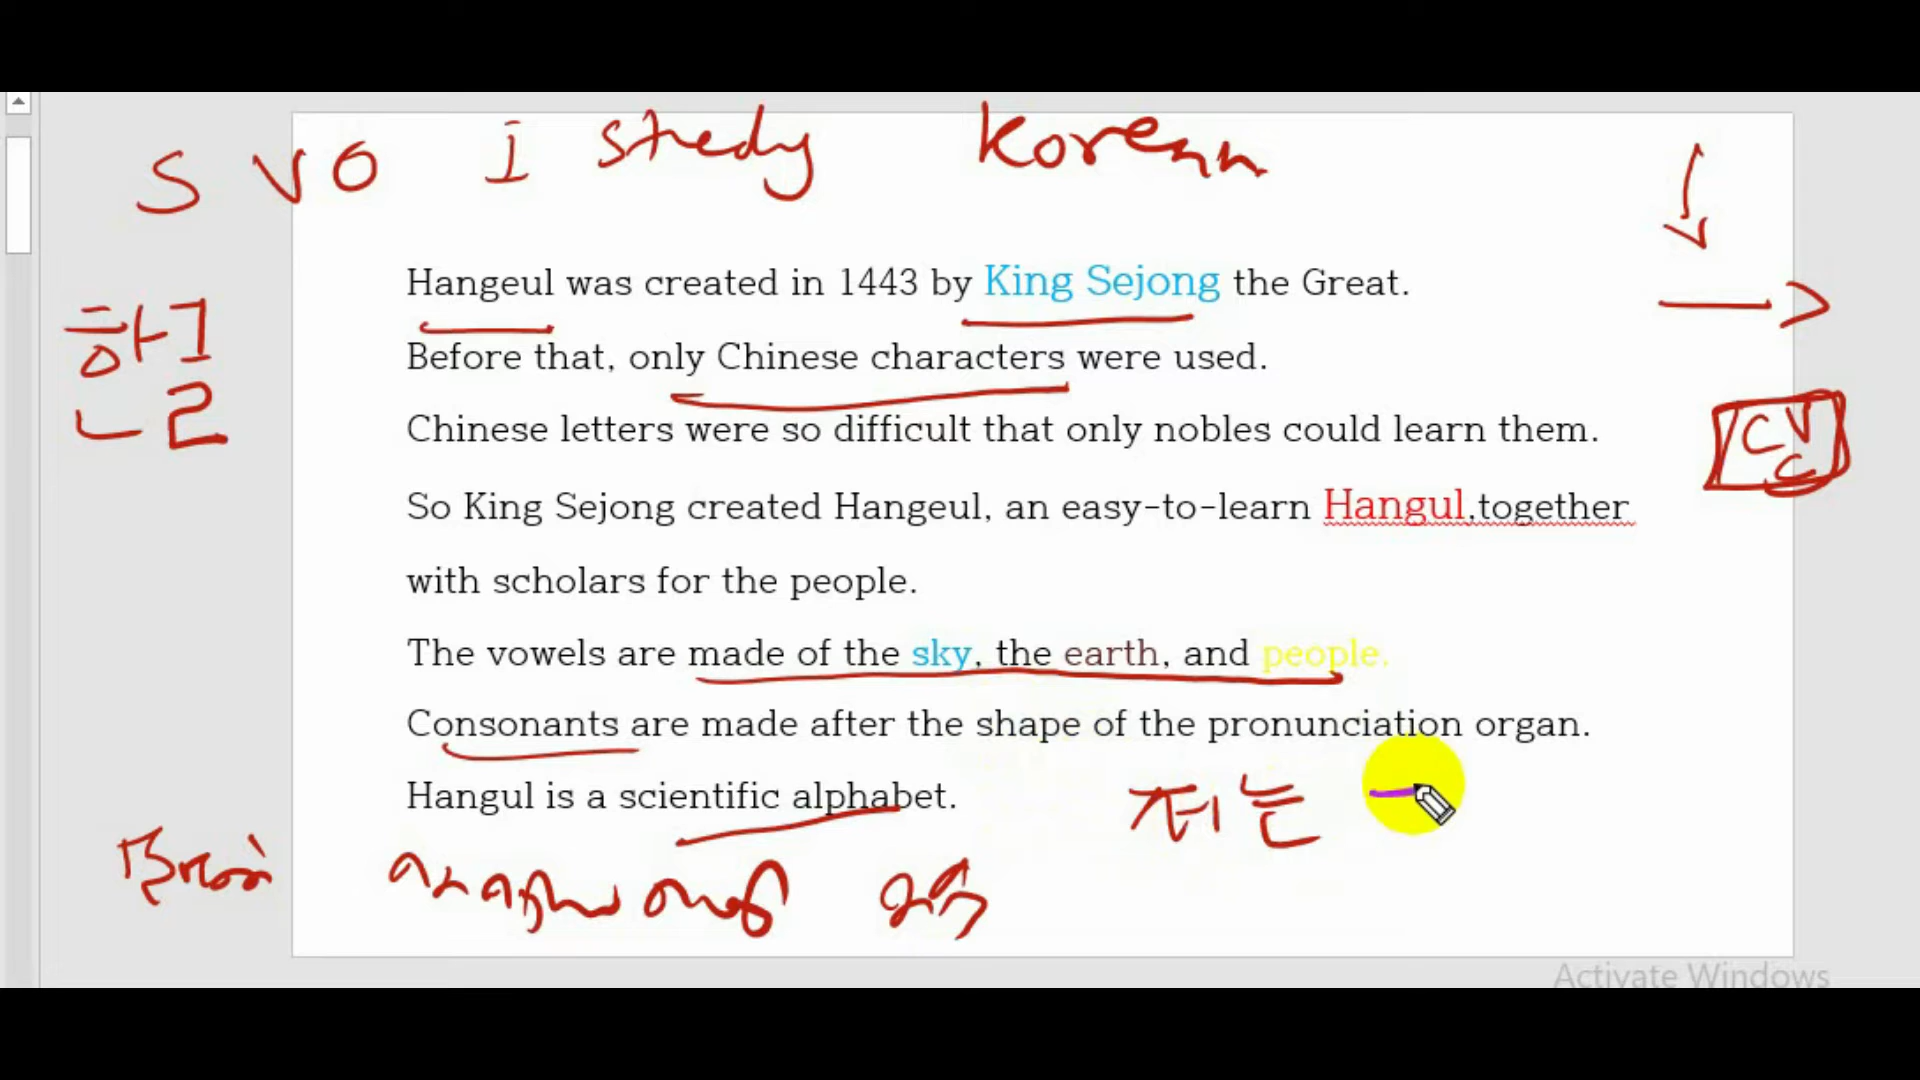 S V O I study Korean
Hangeul was created in 1443 by King Sejong the Great.
Before that, only Chinese characters were used.
Chinese letters were so difficult that only nobles could learn them.
So King Sejong created Hangeul, an easy-to-learn Hangul,together
with scholars for the people.
The vowels are made of the sky, the earth, and people.
Consonants are made after the shape of the pronunciation organ.
Hangul is a scientific alphabet.
저는
CV
C
Activate Windows